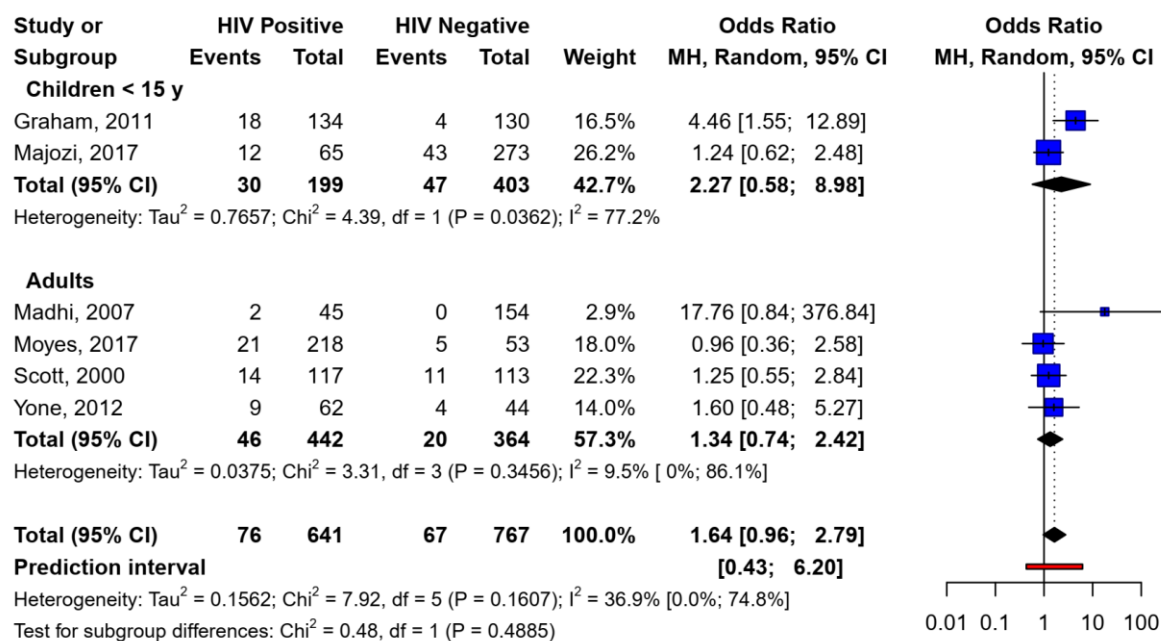 Study or HIV Positive HIV Negative Odds Ratio Odds Ratio
Subgroup Events Total Events Total Weight MH, Random, 95% CI MH, Random, 95% CI
Children < 15 y
Graham, 2011 18 134 4 130 16.5% 4.46 [1.55; 12.89]
Majozi, 2017 12 65 43 273 26.2% 1.24 [0.62; 2.48]
Total (95% CI) 30 199 47 403 42.7% 2.27 [0.58; 8.98]
Heterogeneity: Tau² = 0.7657; Chi² = 4.39, df = 1 (P = 0.0362); I² = 77.2%
Adults
Madhi, 2007 2 45 0 154 2.9% 17.76 [0.84; 376.84]
Moyes, 2017 21 218 5 53 18.0% 0.96 [0.36; 2.58]
Scott, 2000 14 117 11 113 22.3% 1.25 [0.55; 2.84]
Yone, 2012 9 62 4 44 14.0% 1.60 [0.48; 5.27]
Total (95% CI) 46 442 20 364 57.3% 1.34 [0.74; 2.42]
Heterogeneity: Tau² = 0.0375; Chi² = 3.31, df = 3 (P = 0.3456); I² = 9.5% [ 0%; 86.1%]
Total (95% CI) 76 641 67 767 100.0% 1.64 [0.96; 2.79]
Prediction interval [0.43; 6.20]
Heterogeneity: Tau² = 0.1562; Chi² = 7.92, df = 5 (P = 0.1607); I² = 36.9% [0.0%; 74.8%]
Test for subgroup differences: Chi² = 0.48, df = 1 (P = 0.4885)
0.01 0.1 1 10 100